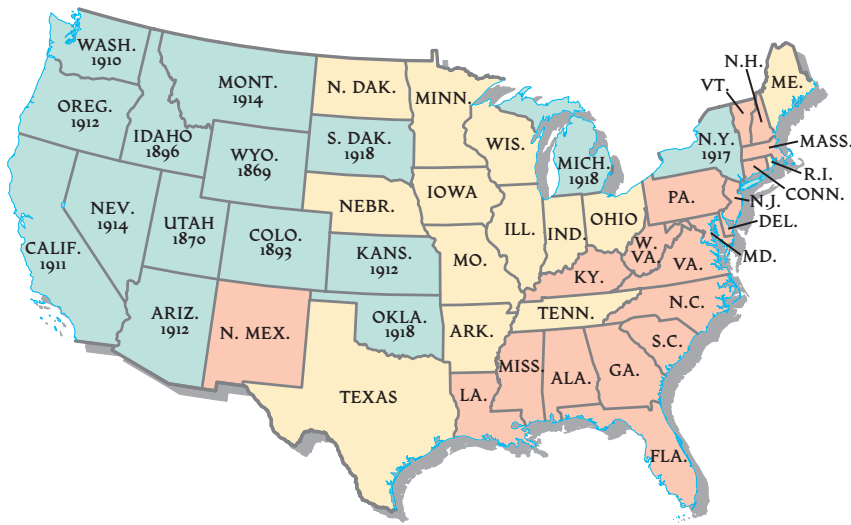 WASH.
1910
OREG.
1912
IDAHO
1896
MONT.
1914
WYO.
1869
NEV.
1914
UTAH
1870
COLO.
1893
CALIF.
1911
ARIZ.
1912
N. MEX.
N. DAK.
S. DAK.
1918
NEBR.
KANS.
1912
OKLA.
1918
TEXAS
MINN.
IOWA
MO.
ARK.
LA.
WIS.
ILL.
MICH.
1918
IND.
OHIO
KY.
TENN.
MISS.
ALA.
GA.
FLA.
S.C.
N.C.
VA.
W.
VA.
PA.
N.Y.
1917
VT.
N.H.
ME.
MASS.
R.I.
CONN.
N.J.
DEL.
MD.